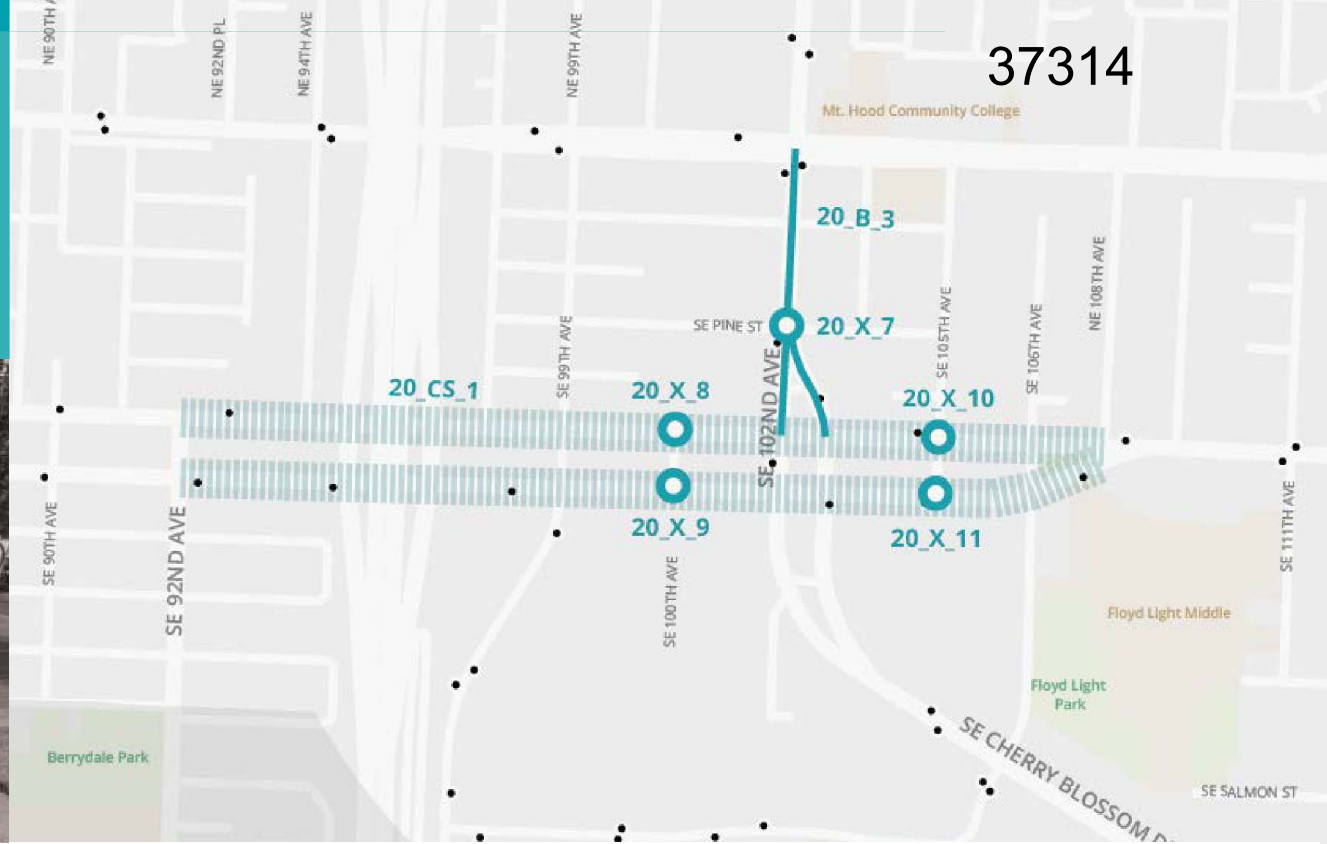 NE 90TH A
NE 92ND PL
NE 94TH AVE
NE 99TH AVE
37314
Mt. Hood Community College
20_B_3
NE 108TH AVE
SE PINE ST
20_X_7
SE 99TH AVE
SE 105TH AVE
SE 106TH AVE
20_CS_1
20_X_8
SE 102ND AVE
20_X_10
20_X_9
20_X_11
SE 90TH AVE
SE 92ND AVE
SE 100TH AVE
SE 111TH AVE
Floyd Light Middle
Floyd Light
Park
Berrydale Park
SE CHERRY BLOSSOM D
SE SALMON ST